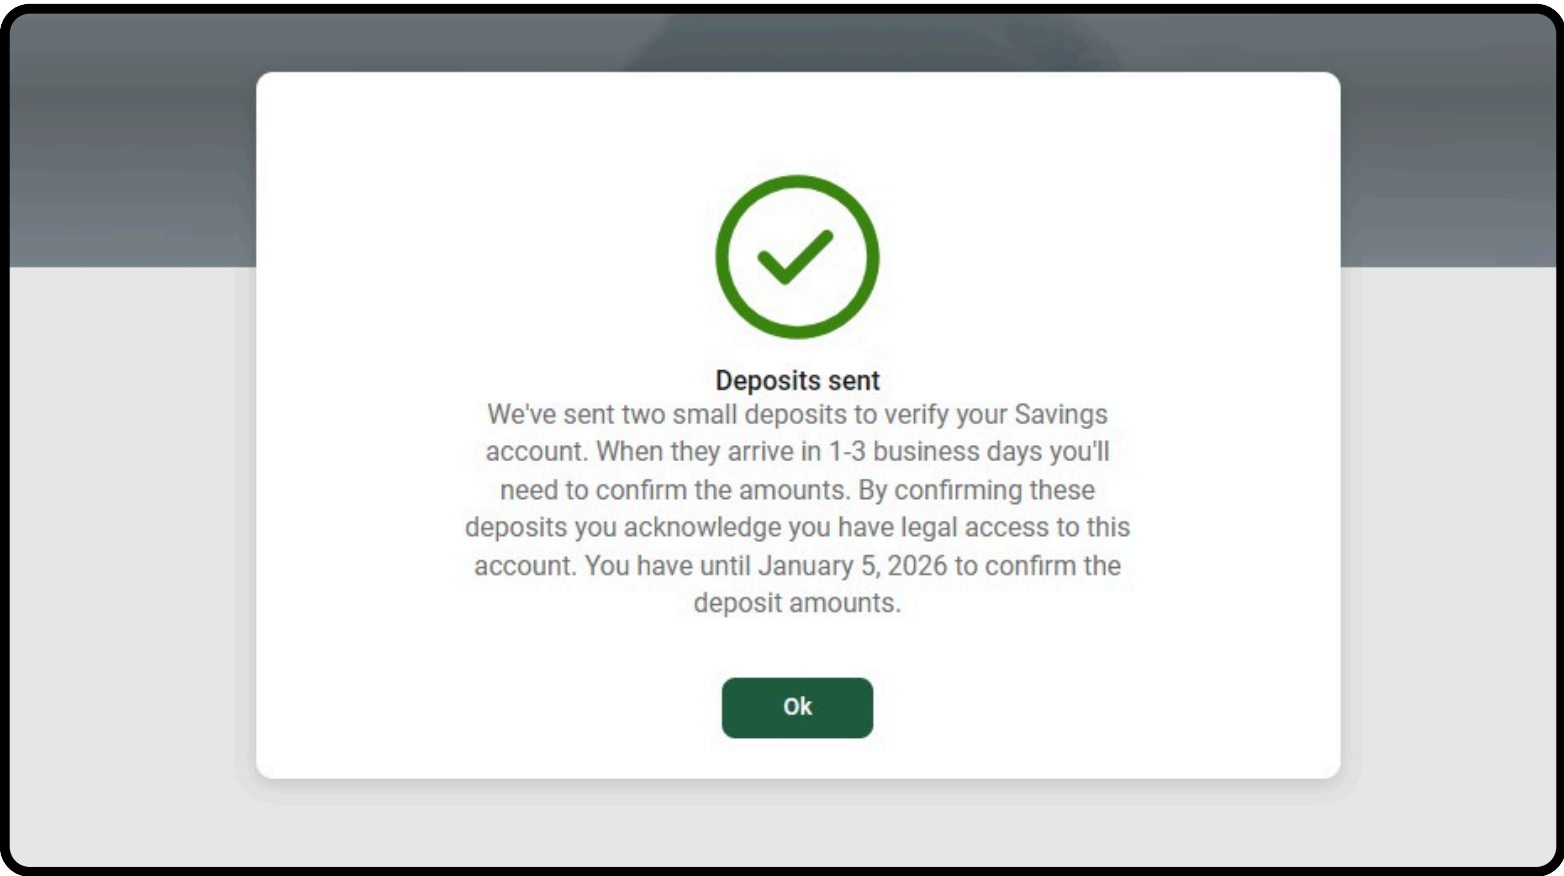 Deposits sent
We've sent two small deposits to verify your Savings
account. When they arrive in 1-3 business days you'll
need to confirm the amounts. By confirming these
deposits you acknowledge you have legal access to this
account. You have until January 5, 2026 to confirm the
deposit amounts.
Ok